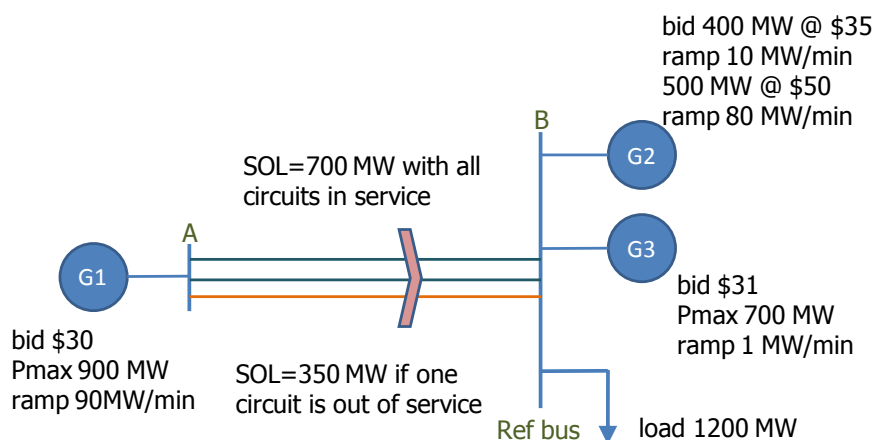 bid 400 MW @ $35
ramp 10 MW/min
500 MW @ $50
ramp 80 MW/min
B
G2
SOL=700 MW with all
circuits in service
A
G1
G3
bid $30
Pmax 900 MW
ramp 90MW/min
SOL=350 MW if one
circuit is out of service
bid $31
Pmax 700 MW
ramp 1 MW/min
Ref bus
load 1200 MW